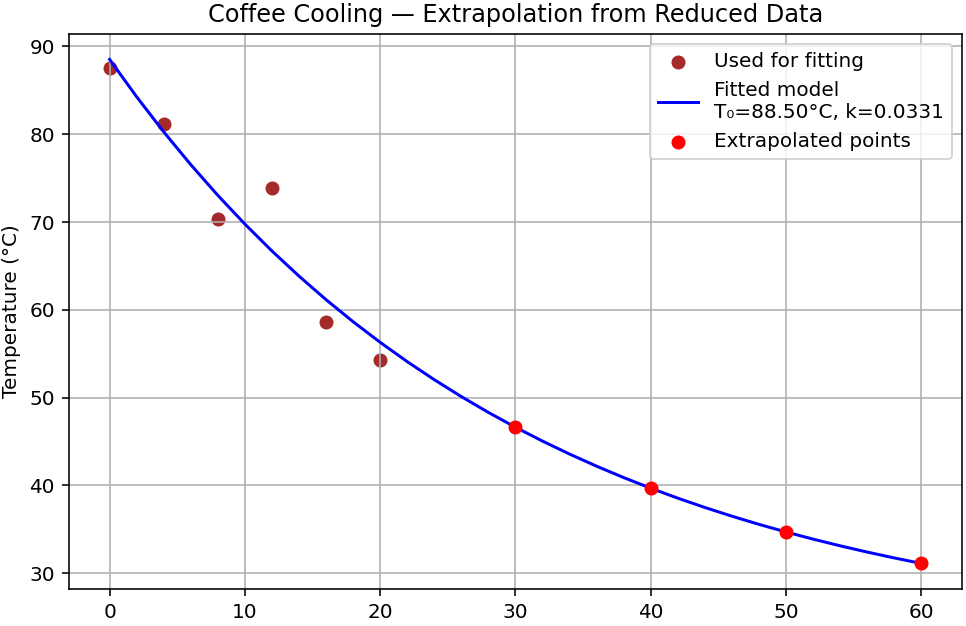 Coffee Cooling — Extrapolation from Reduced Data
Used for fitting
Fitted model
T₀=88.50°C, k=0.0331
Extrapolated points
Temperature (°C)
90
80
70
60
50
40
30
0 10 20 30 40 50 60